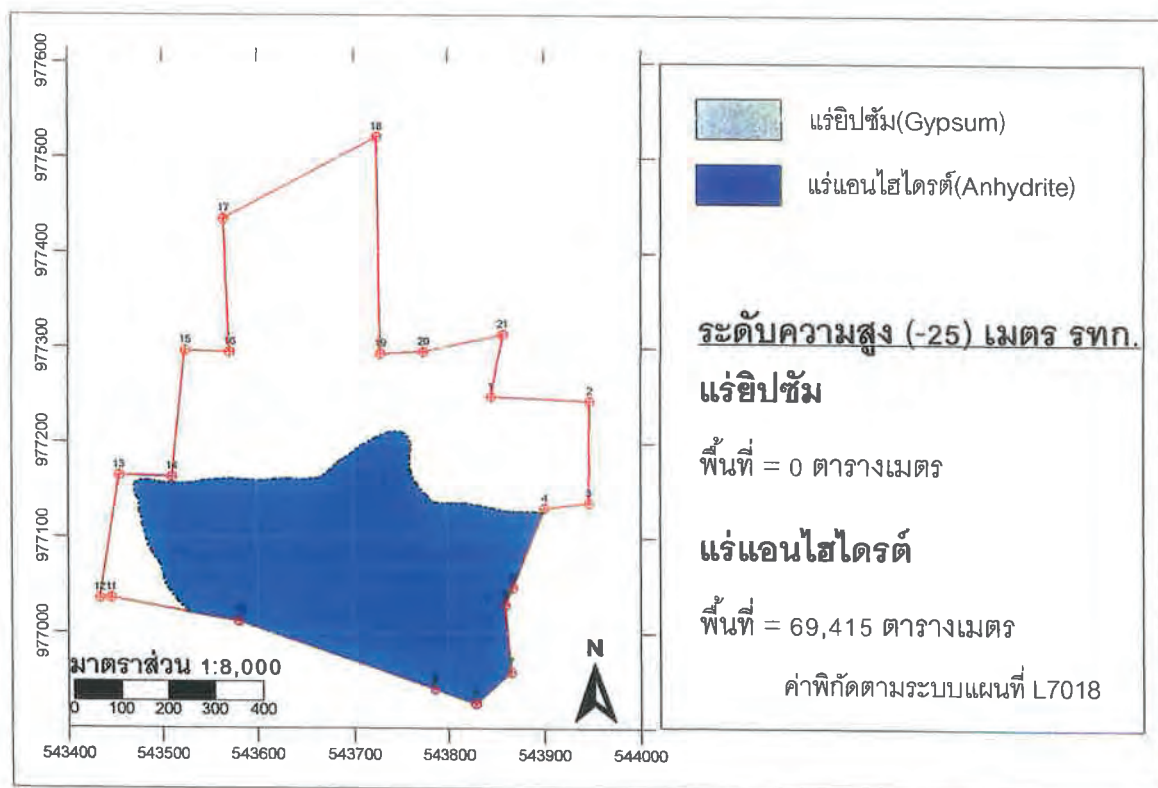 977600
977500
977400
977300
977200
977100
977000
18
17
15
16
19
20
21
1
2
3
4
13
14
12
11
มาตราส่วน 1:8,000
0 100 200 300 400
N
543400 543500 543600 543700 543800 543900 544000
แร่ยิปซัม(Gypsum)
แร่แอนไฮไดรต์(Anhydrite)
ระดับความสูง (-25) เมตร รทก.
แร่ยิปซัม
พื้นที่ = 0 ตารางเมตร
แร่แอนไฮไดรต์
พื้นที่ = 69,415 ตารางเมตร
ค่าพิกัดตามระบบแผนที่ L7018